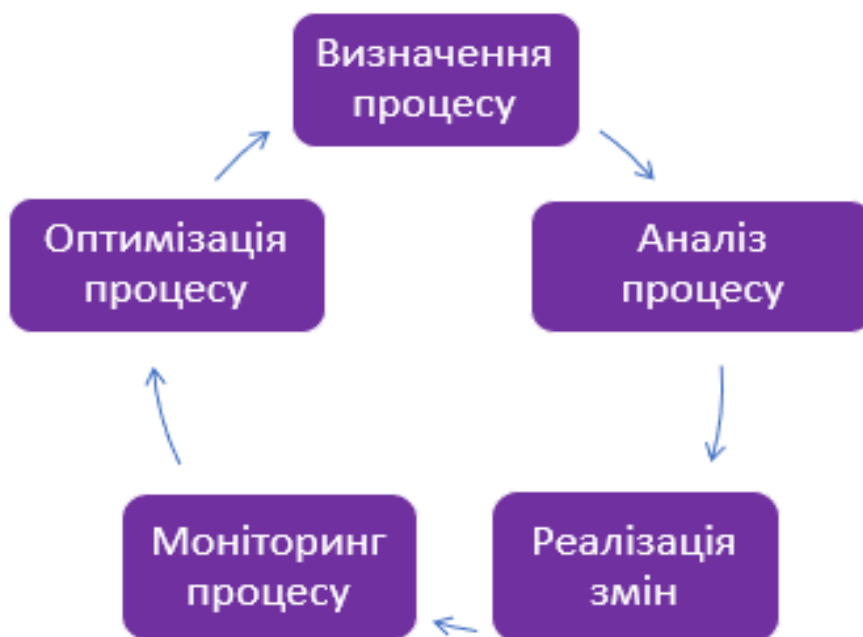 Визначення
процесу
Аналіз
процесу
Реалізація
змін
Моніторинг
процесу
Оптимізація
процесу